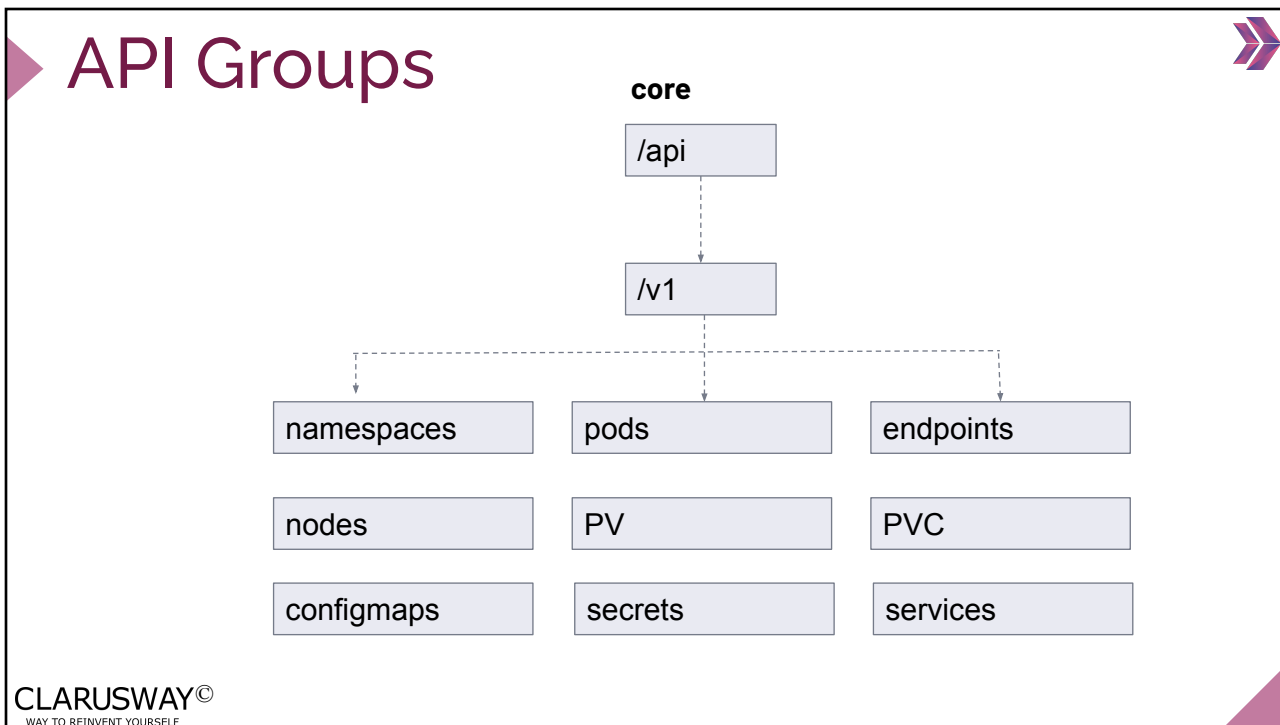 API Groups
core
/api
/v1
namespaces pods endpoints
nodes PV PVC
configmaps secrets services
CLARUSWAY©
WAY TO REINVENT YOURSELF